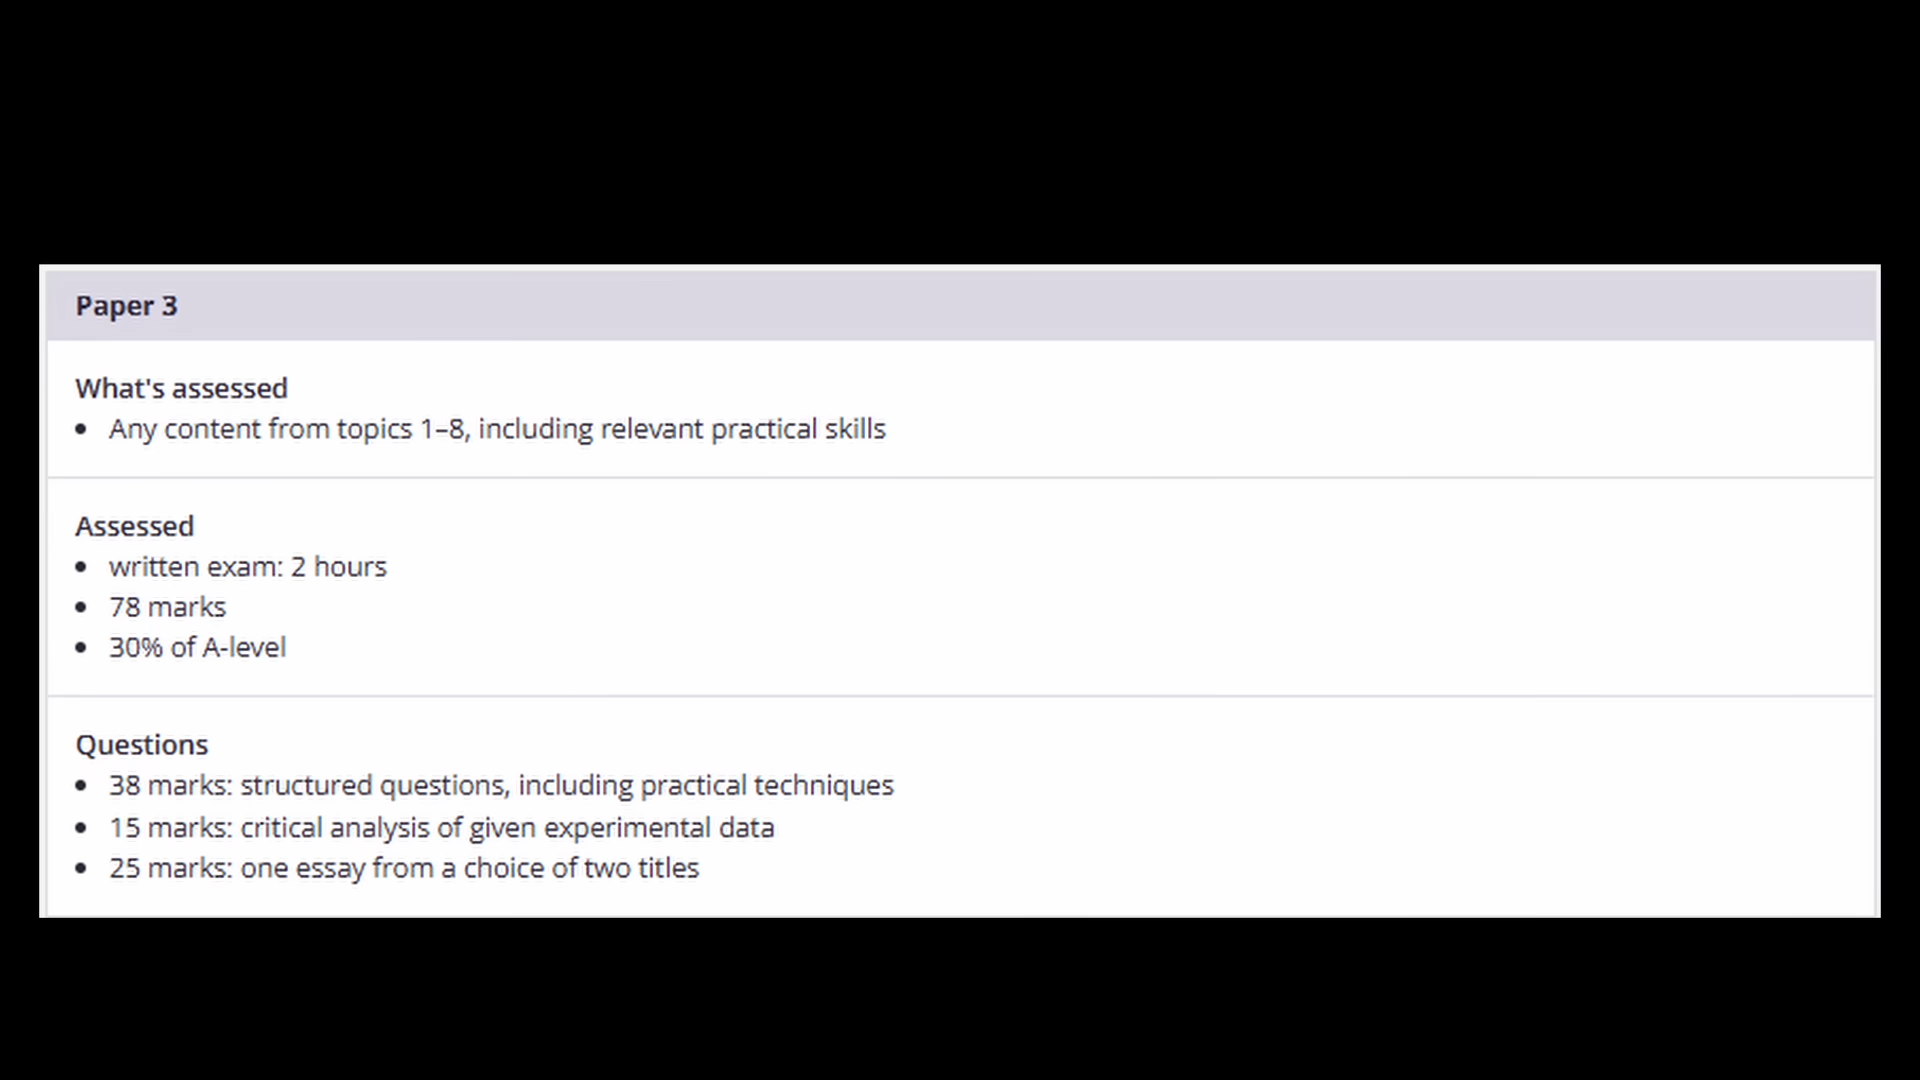 Paper 3
What's assessed
• Any content from topics 1–8, including relevant practical skills
Assessed
• written exam: 2 hours
• 78 marks
• 30% of A-level
Questions
• 38 marks: structured questions, including practical techniques
• 15 marks: critical analysis of given experimental data
• 25 marks: one essay from a choice of two titles